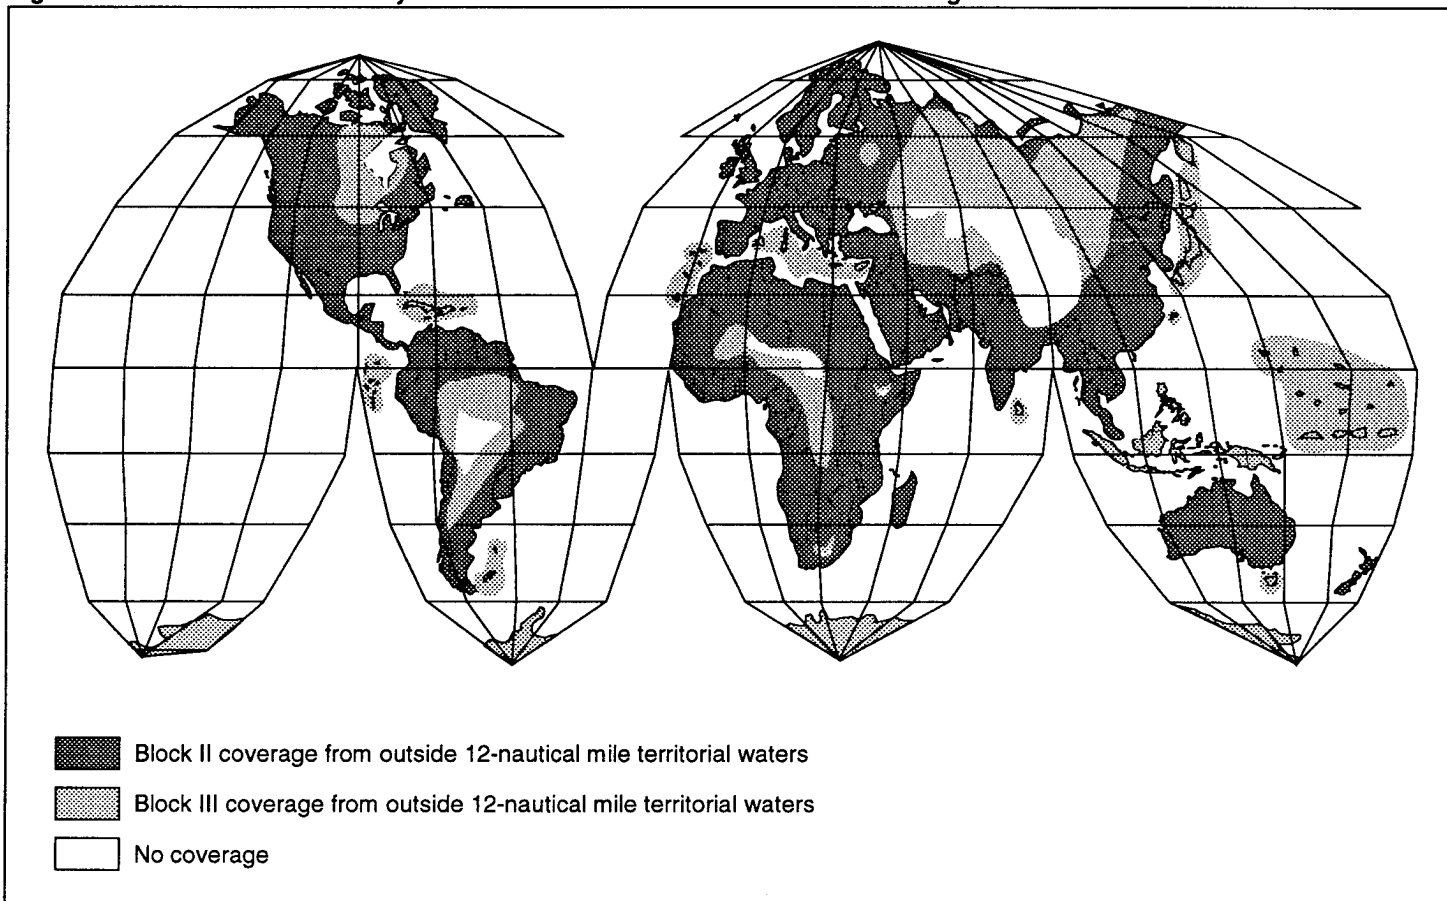 Block II coverage from outside 12-nautical mile territorial waters
Block III coverage from outside 12-nautical mile territorial waters
No coverage